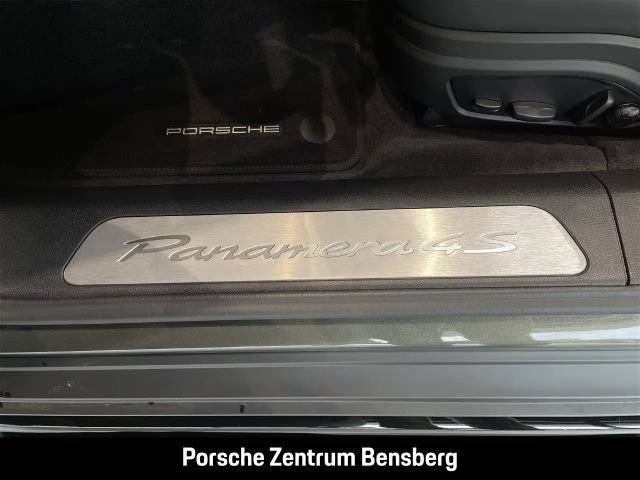 PORSCHE
Panamera 4S
Porsche Zentrum Bensberg